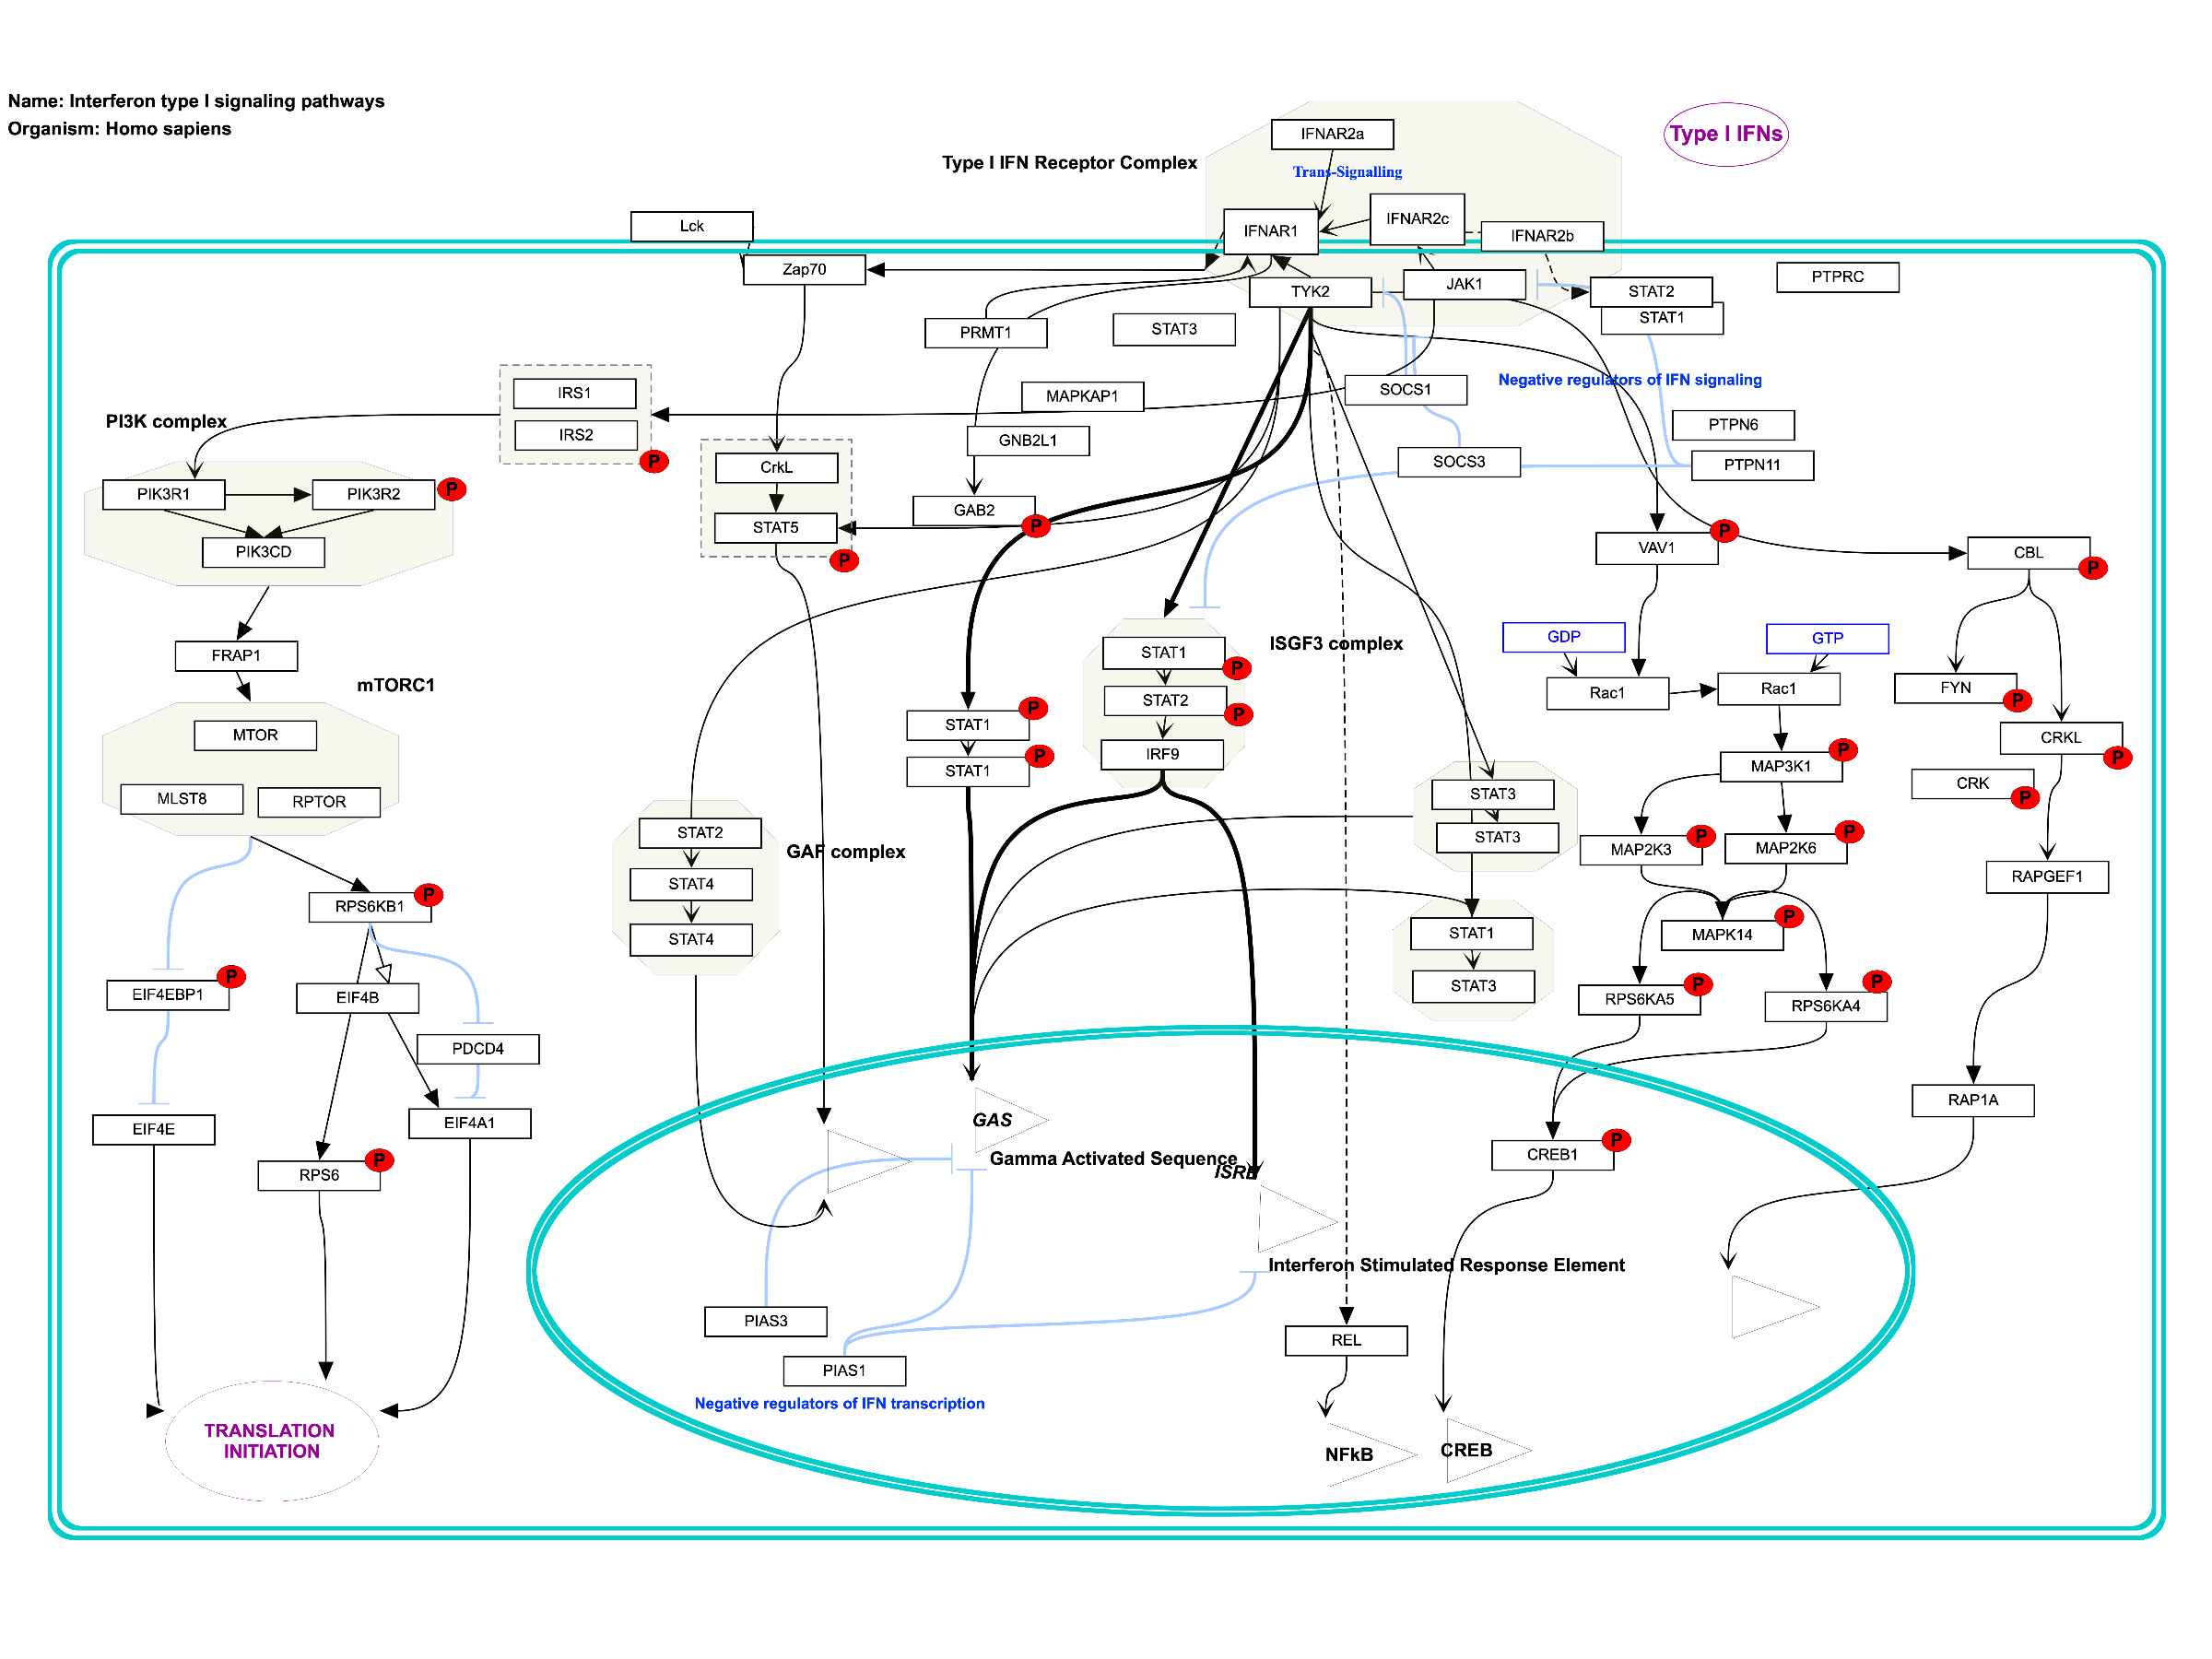 Name: Interferon type I signaling pathways
Organism: Homo sapiens
Type I IFNs
IFNAR2a
Type I IFN Receptor Complex
Trans-Signalling
Lck
IFNAR1
IFNAR2c
IFNAR2b
Zap70
TYK2
JAK1
STAT2
STAT1
PTPRC
PRMT1
STAT3
IRS1
IRS2
P
MAPKAP1
SOCS1
Negative regulators of IFN signaling
PI3K complex
GNB2L1
PTPN6
SOCS3
PTPN11
PIK3R1
PIK3R2
P
PIK3CD
CrkL
STAT5
P
GAB2
P
VAV1
P
CBL
P
FRAP1
mTORC1
MTOR
MLST8
RPTOR
ISGF3 complex
STAT1
P
STAT2
P
IRF9
STAT1
P
STAT1
P
GDP
GTP
Rac1
Rac1
FYN
P
CRKL
P
CRK
P
MAP3K1
P
STAT3
STAT3
MAP2K3
P
MAP2K6
P
GAF complex
STAT2
STAT4
STAT4
RAPGEF1
RPS6KB1
P
MAPK14
P
STAT1
STAT3
EIF4EBP1
P
EIF4B
RPS6KA5
P
RPS6KA4
P
PDCD4
EIF4E
EIF4A1
RAP1A
GAS
Gamma Activated Sequence
ISRE
CREB1
P
RPS6
P
Interferon Stimulated Response Element
PIAS3
REL
PIAS1
Negative regulators of IFN transcription
TRANSLATION
INITIATION
NFkB
CREB